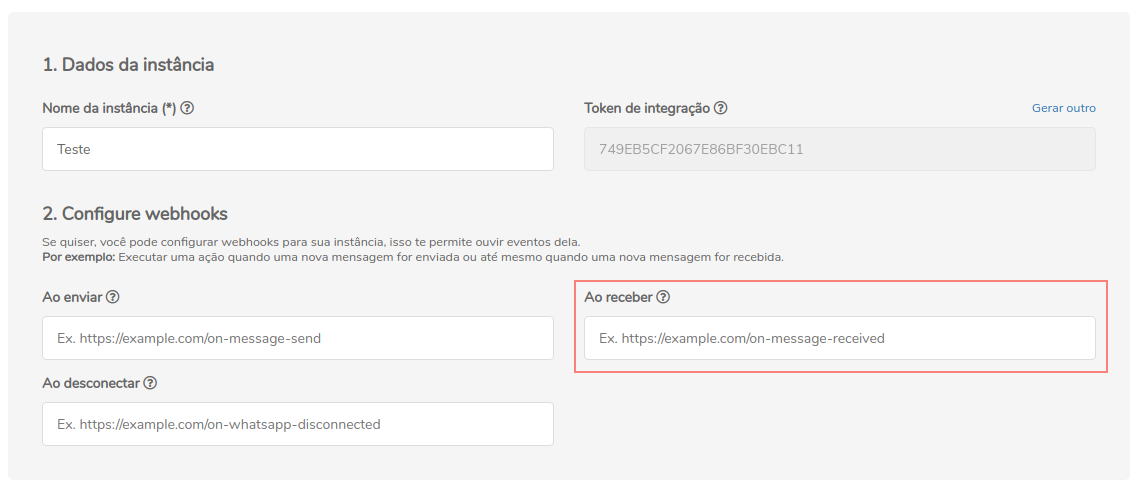 1. Dados da instância
Nome da instância (*)
Token de integração
Gerar outro
Teste
749EB5CF2067E86BF30EBC11
2. Configure webhooks
Se quiser, você pode configurar webhooks para sua instância, isso te permite ouvir eventos dela.
Por exemplo: Executar uma ação quando uma nova mensagem for enviada ou até mesmo quando uma nova mensagem for recebida.
Ao enviar
Ao receber
Ex. https://example.com/on-message-send
Ex. https://example.com/on-message-received
Ao desconectar
Ex. https://example.com/on-whatsapp-disconnected